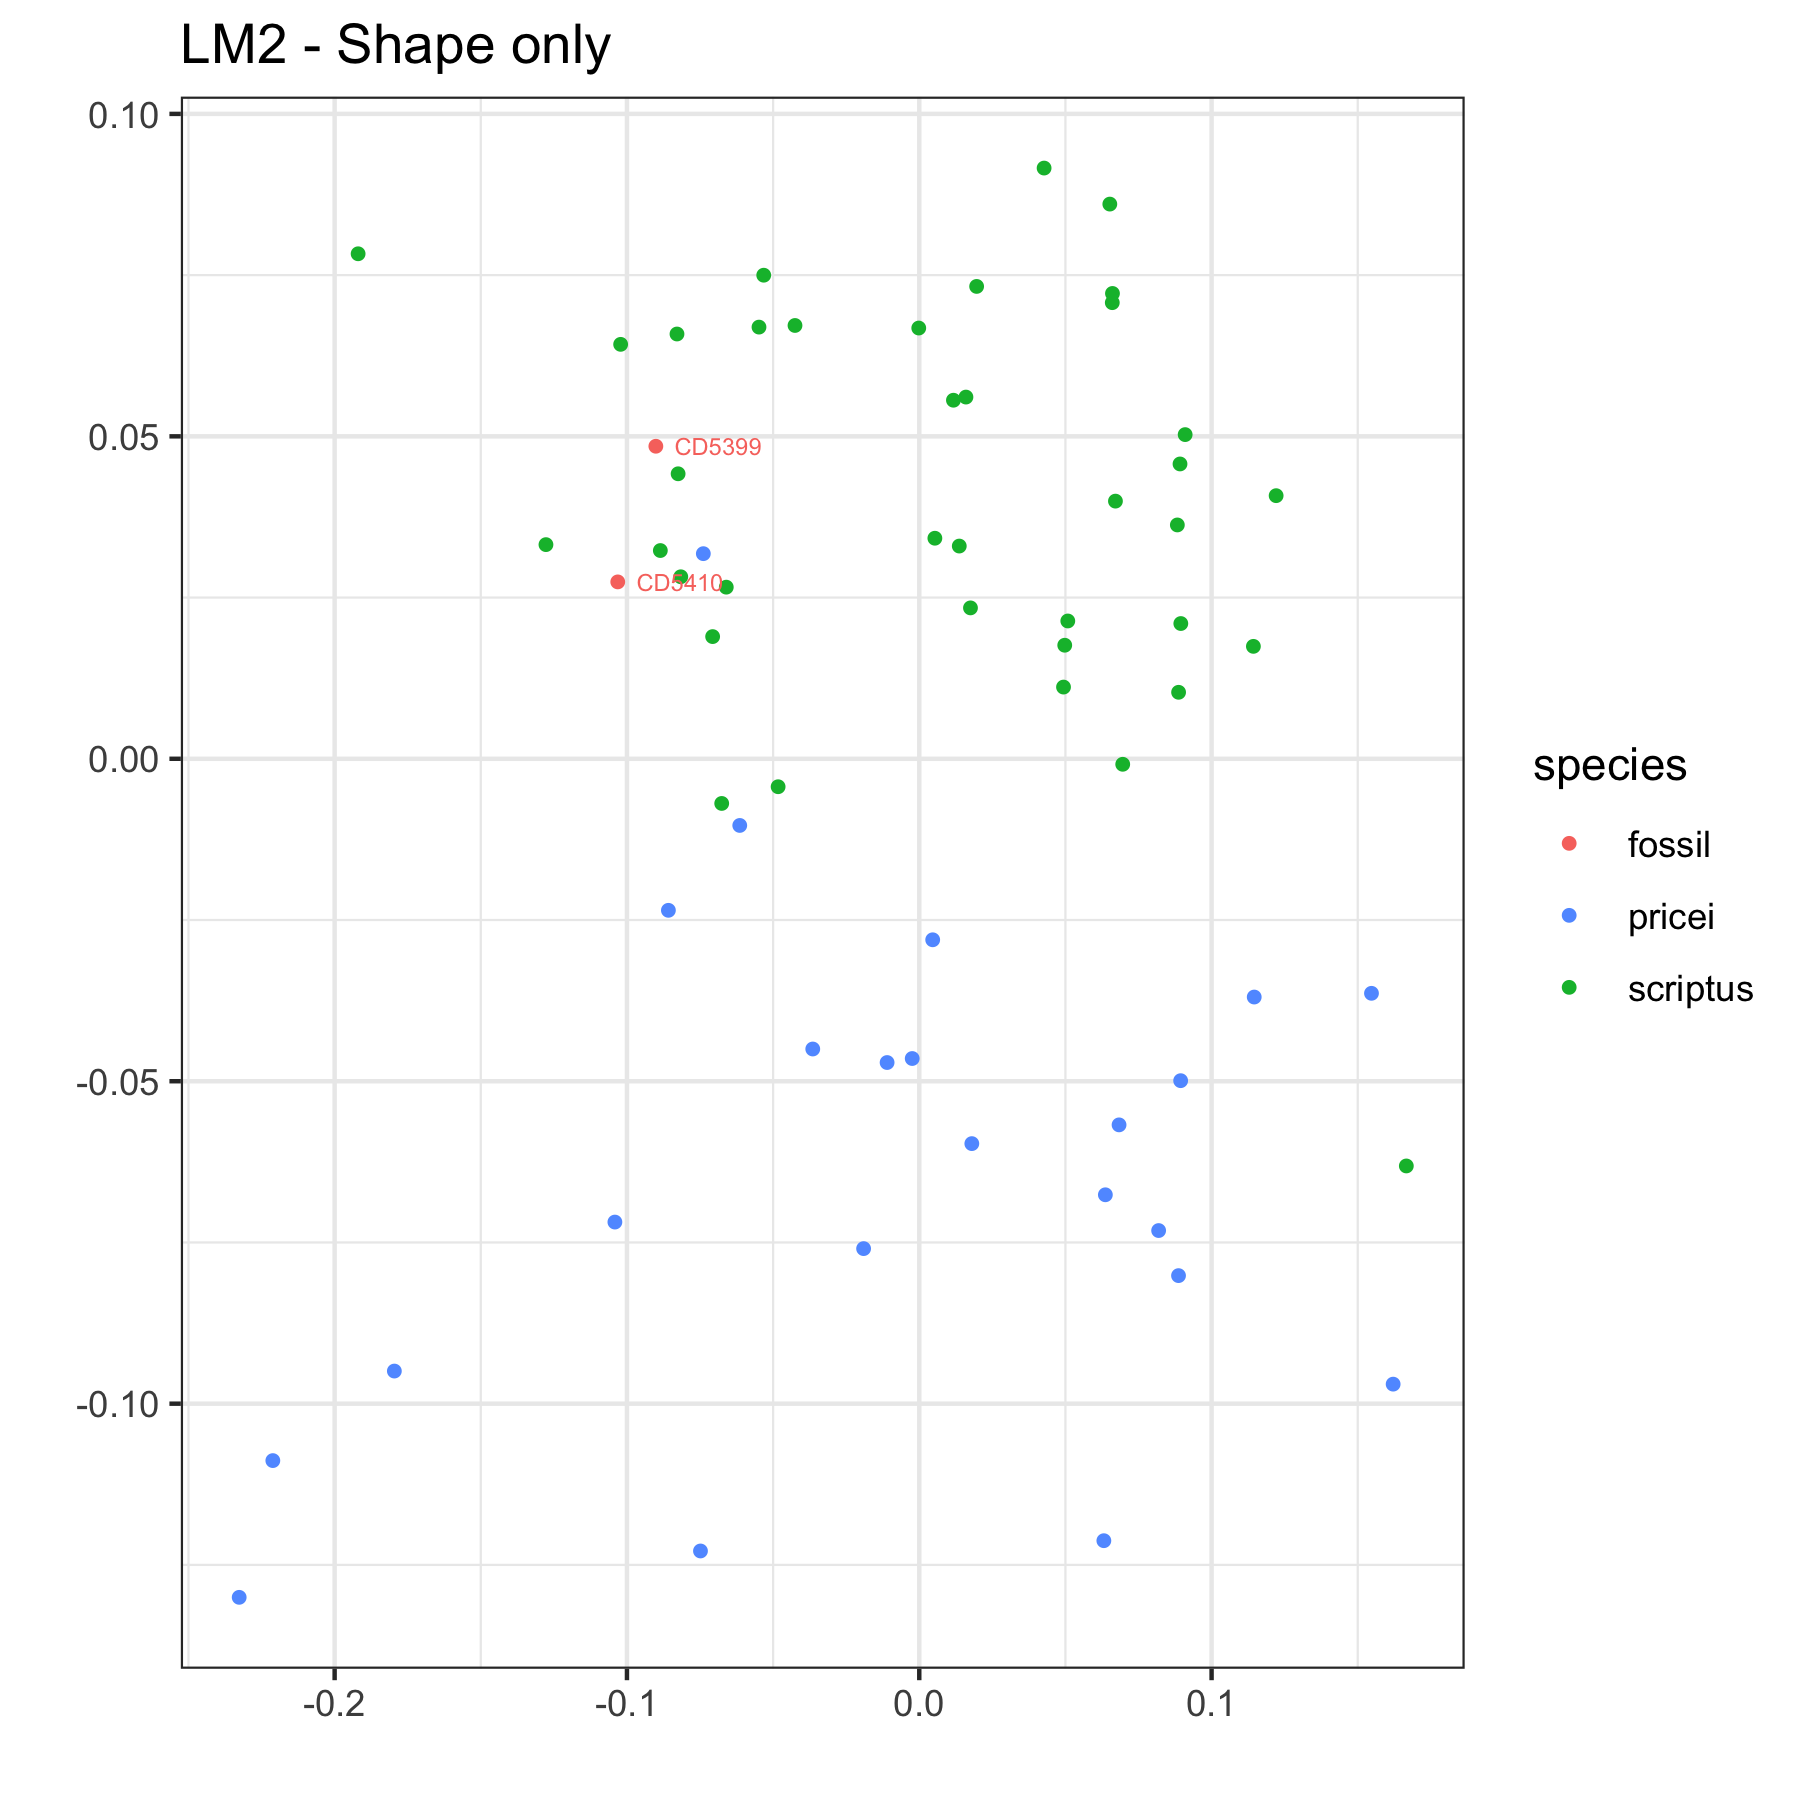 LM2 - Shape only
0.10
0.05
0.00
-0.05
-0.10
CD5399
CD5410
-0.2 -0.1 0.0 0.1
species
fossil
pricei
scriptus